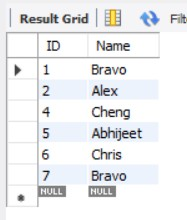 Result Grid Filt
ID Name
1 Bravo
2 Alex
4 Cheng
5 Abhijeet
6 Chris
7 Bravo
NULL NULL